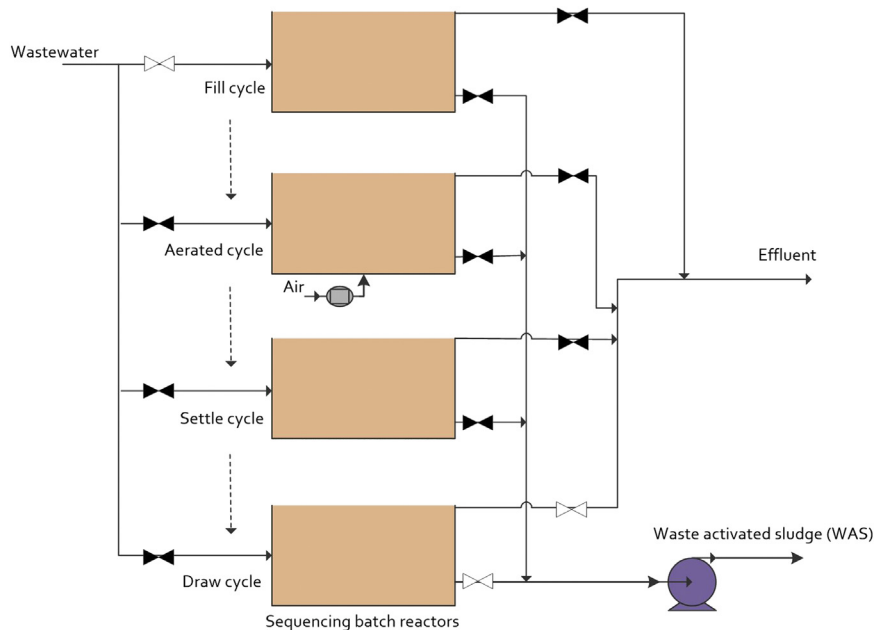 Wastewater
Fill cycle
Aerated cycle
Air
Effluent
Settle cycle
Waste activated sludge (WAS)
Draw cycle
Sequencing batch reactors